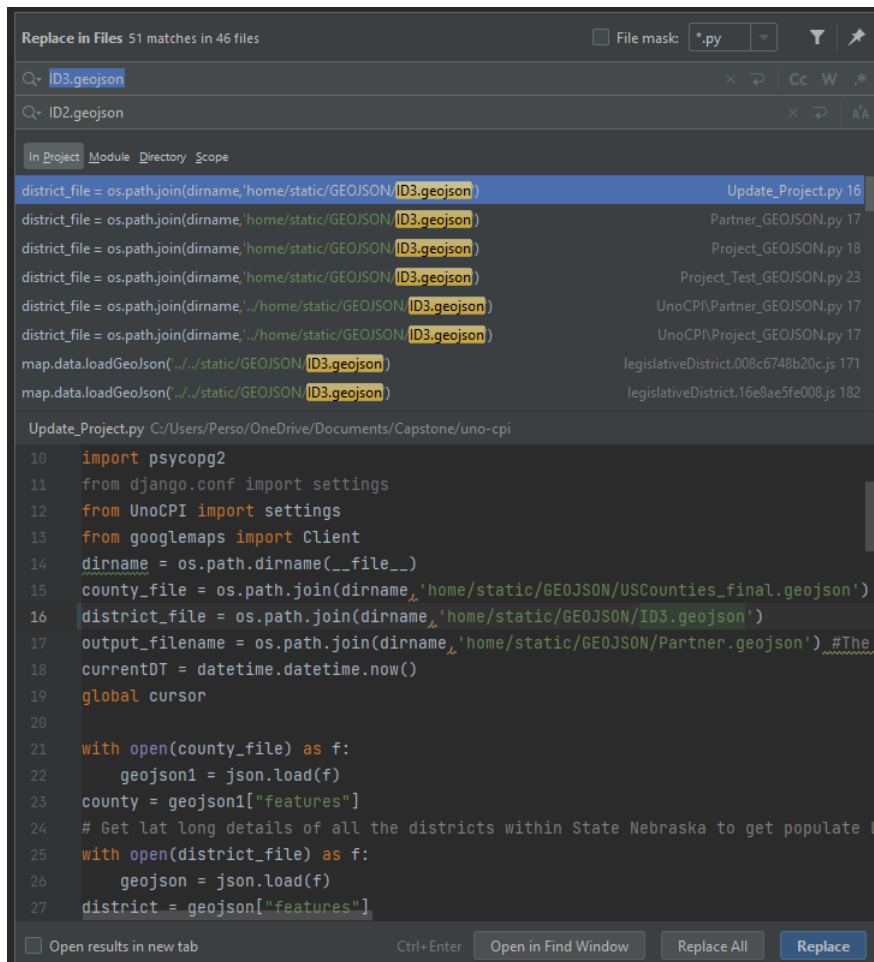 Replace in Files 51 matches in 46 files File mask: *.py
ID3.geojson Cc W .*
ID2.geojson
In Project Module Directory Scope
district_file = os.path.join(dirname,'home/static/GEOJSON/ID3.geojson') Update_Project.py 16
district_file = os.path.join(dirname,'home/static/GEOJSON/ID3.geojson') Partner_GEOJSON.py 17
district_file = os.path.join(dirname,'home/static/GEOJSON/ID3.geojson') Project_GEOJSON.py 18
district_file = os.path.join(dirname,'home/static/GEOJSON/ID3.geojson') Project_Test_GEOJSON.py 23
district_file = os.path.join(dirname,'../home/static/GEOJSON/ID3.geojson') UnoCPI\Partner_GEOJSON.py 17
district_file = os.path.join(dirname,'../home/static/GEOJSON/ID3.geojson') UnoCPI\Project_GEOJSON.py 17
map.data.loadGeoJson('../../static/GEOJSON/ID3.geojson') legislativeDistrict.008c6748b20c.js 171
map.data.loadGeoJson('../../static/GEOJSON/ID3.geojson') legislativeDistrict.16e8ae5fe008.js 182
Update_Project.py C:/Users/Perso/OneDrive/Documents/Capstone/uno-cpi
10 import psycopg2
11 from django.conf import settings
12 from UnoCPI import settings
13 from googlemaps import Client
14 dirname = os.path.dirname(__file__)
15 county_file = os.path.join(dirname,'home/static/GEOJSON/USCounties_final.geojson')
16 district_file = os.path.join(dirname,'home/static/GEOJSON/ID3.geojson')
17 output_filename = os.path.join(dirname,'home/static/GEOJSON/Partner.geojson') #The
18 currentDT = datetime.datetime.now()
19 global cursor
20
21 with open(county_file) as f:
22 geojson1 = json.load(f)
23 county = geojson1["features"]
24 # Get lat long details of all the districts within State Nebraska to get populate
25 with open(district_file) as f:
26 geojson = json.load(f)
27 district = geojson["features"]
Open results in new tab Ctrl+Enter Open in Find Window Replace All Replace